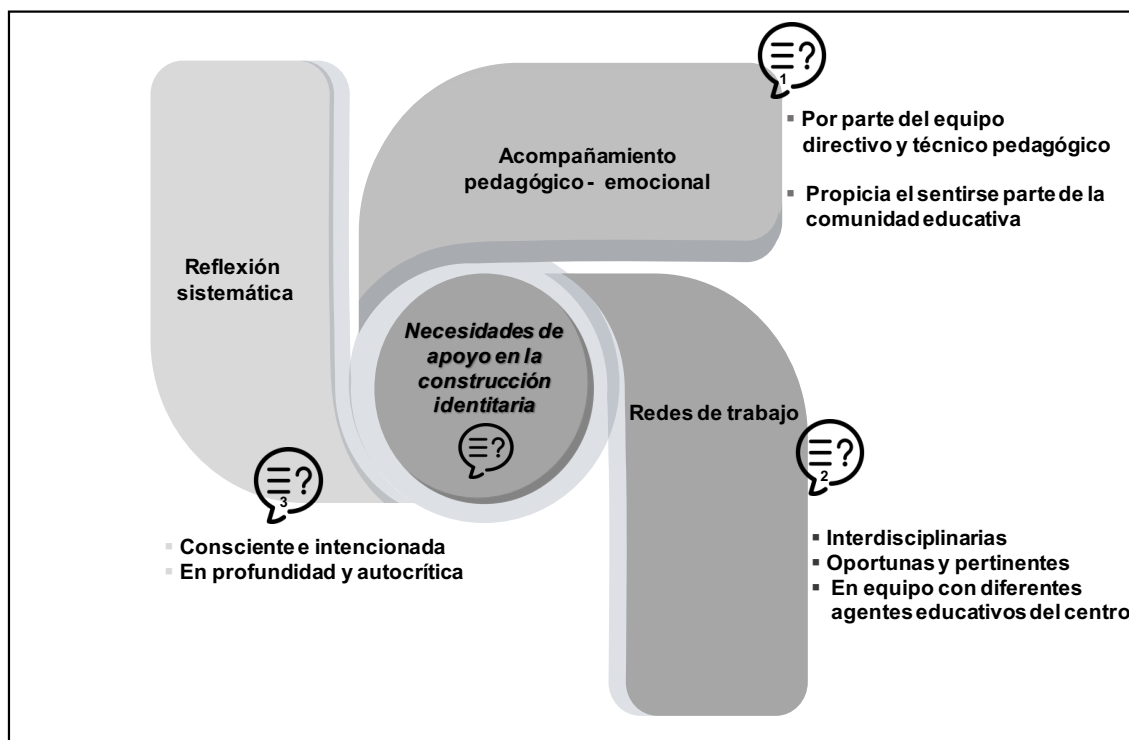 1
▪ Por parte del equipo
directivo y técnico pedagógico
▪ Propicia el sentirse parte de la
comunidad educativa
Acompañamiento
pedagógico - emocional
Reflexión
sistemática
Necesidades de
apoyo en la
construcción
identitaria
Redes de trabajo
2
▪ Interdisciplinarias
▪ Oportunas y pertinentes
▪ En equipo con diferentes
agentes educativos del centro
3
▪ Consciente e intencionada
▪ En profundidad y autocrítica